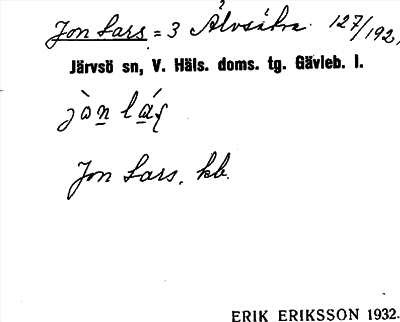 Jon Lars = 3 Älvsåkra 127/192,
Järvsö sn, V. Häls. doms. tg. Gävleb. l.
jòn lás
Jon Lars, kb.
ERIK ERIKSSON 1932.